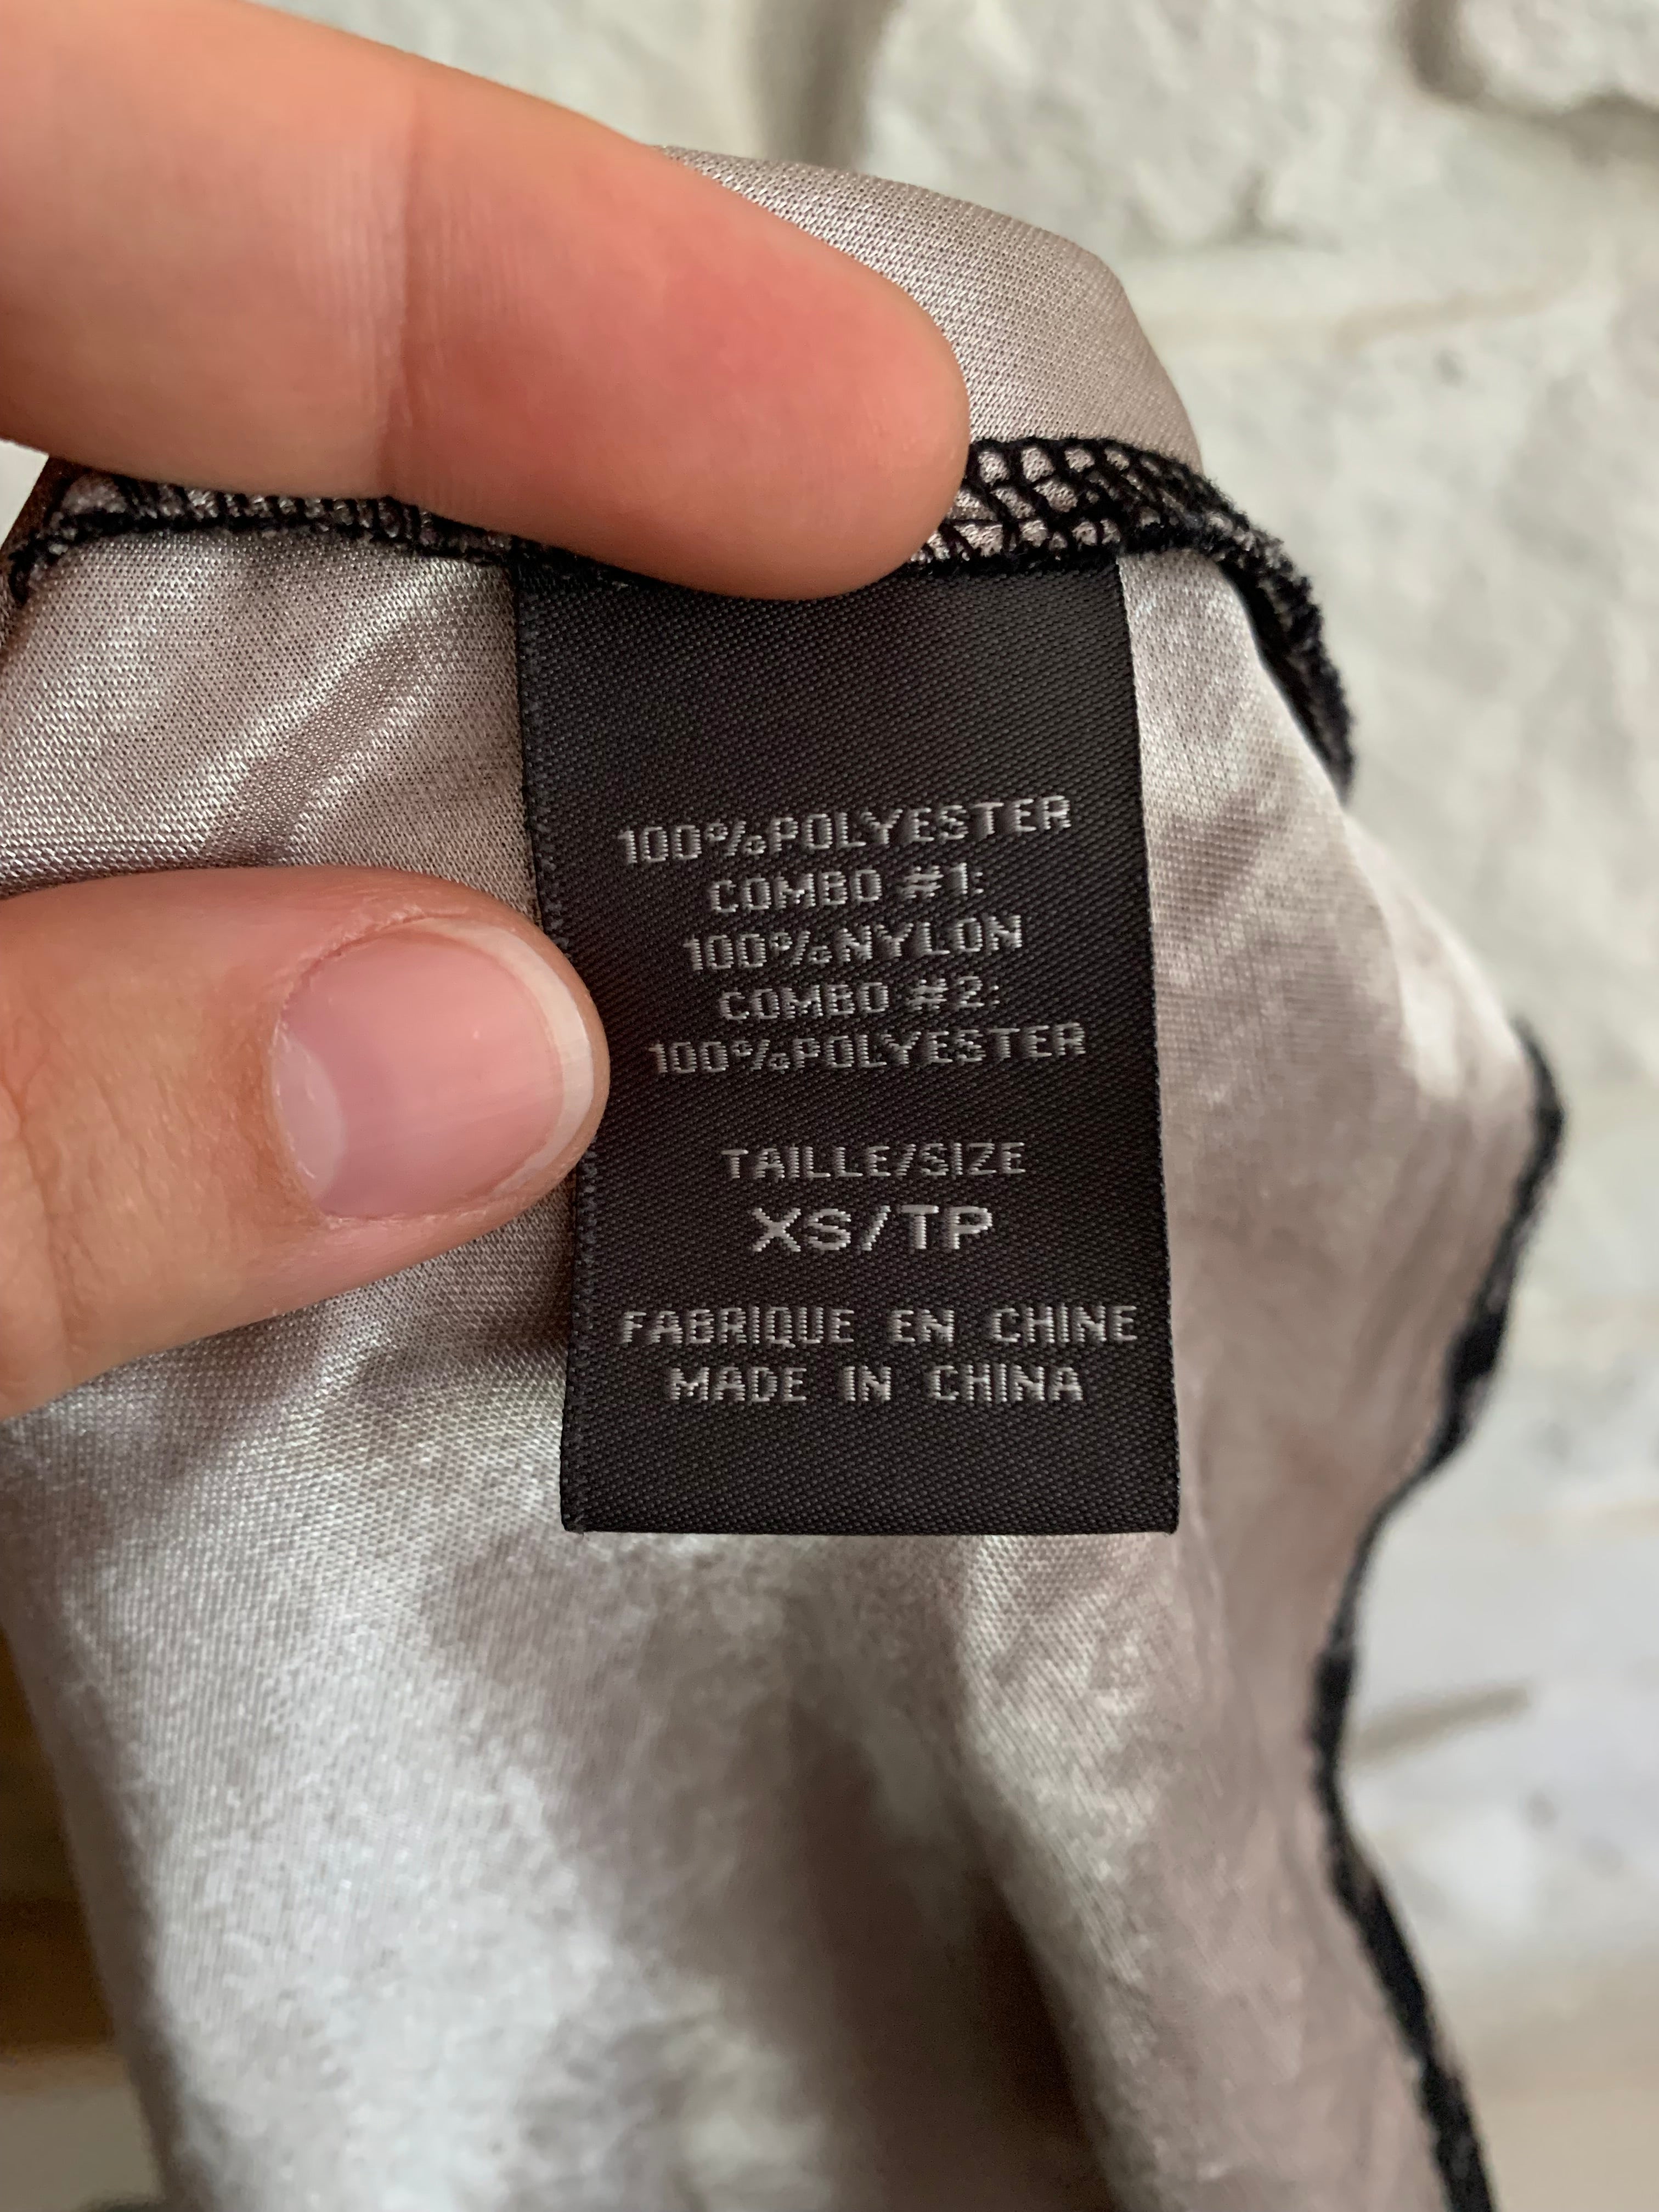 100%POLYESTER
COMBO #1:
100%NYLON
COMBO #2:
100%POLYESTER
TAILLE/SIZE
XS/TP
FABRIQUE EN CHINE
MADE IN CHINA